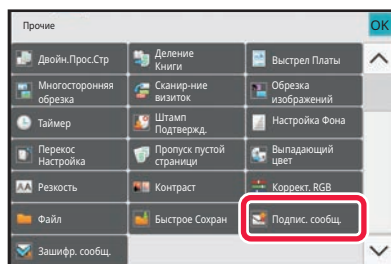 Прочие
OK
Двойн.Прос.Стр
Деление
Книги
Выстрел Платы
Многосторонняя
обрезка
Сканир-ние
визиток
Обрезка
изображений
Таймер
Штамп
Подтвержд.
Настройка Фона
Перекос
Настройка
Пропуск пустой
страници
Выпадающий
цвет
AA
Резкость
Контраст
Коррект. RGB
Файл
Быстрое Сохран
Подпис. сообщ.
Зашифр. сообщ.